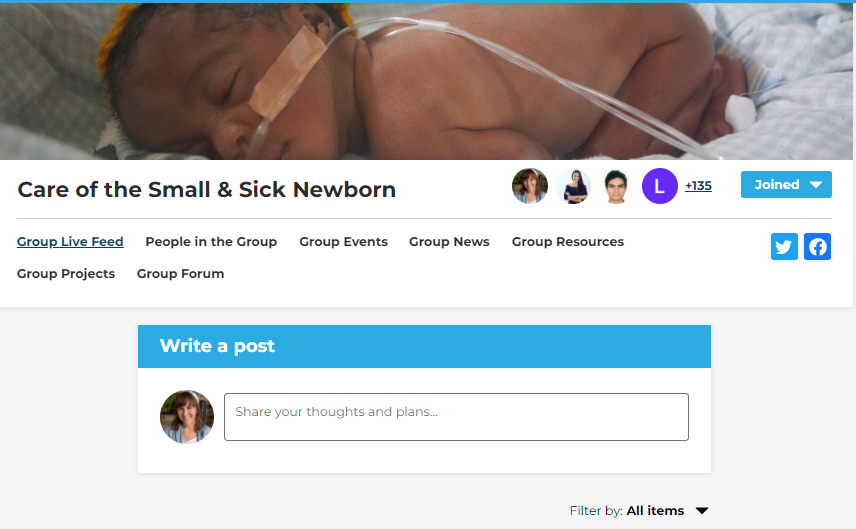 Care of the Small & Sick Newborn
L
+135
Joined
Group Live Feed People in the Group Group Events Group News Group Resources
Group Projects Group Forum
Write a post
Share your thoughts and plans...
Filter by: All items